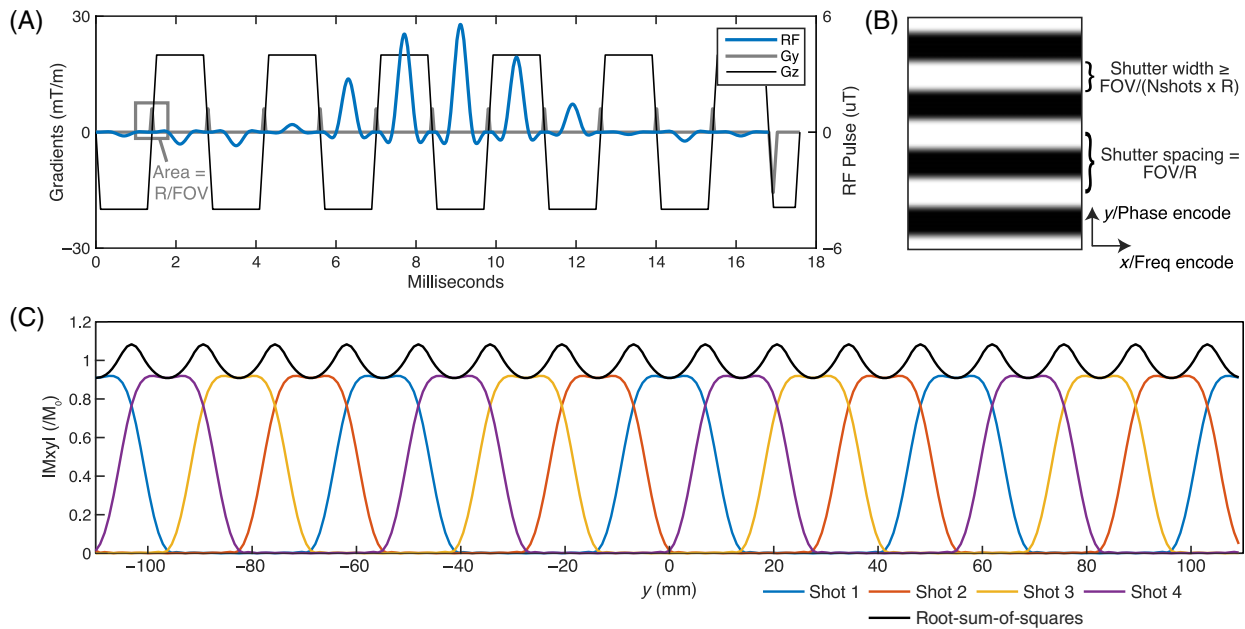 (A)
30
0
−30
Gradients (mT/m)
6
0
−6
RF Pulse (uT)
RF
Gy
Gz
Area =
R/FOV
0 2 4 6 8 10 12 14 16 18
Milliseconds
(B)
Shutter width ≥
FOV/(Nshots x R)
Shutter spacing =
FOV/R
y/Phase encode
x/Freq encode
(C)
1.2
1
0.8
0.6
0.4
0.2
0
|Mxy| (/M₀)
−100 −80 −60 −40 −20 0 20 40 60 80 100
y (mm)
Shot 1 Shot 2 Shot 3 Shot 4
Root-sum-of-squares